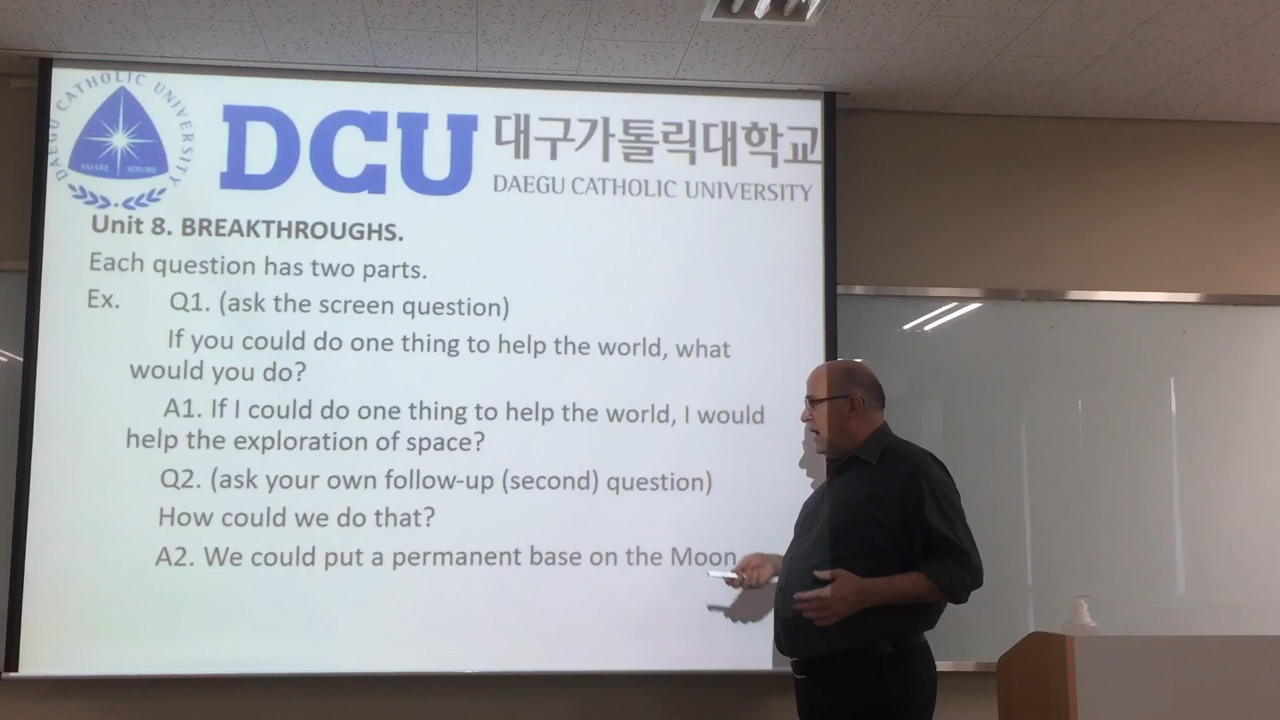 DAEGU CATHOLIC UNIVERSITY
AMARE SERVIRE
DCU 대구가톨릭대학교
DAEGU CATHOLIC UNIVERSITY
Unit 8. BREAKTHROUGHS.
Each question has two parts.
Ex. Q1. (ask the screen question)
If you could do one thing to help the world, what
would you do?
A1. If I could do one thing to help the world, I would
help the exploration of space?
Q2. (ask your own follow-up (second) question)
How could we do that?
A2. We could put a permanent base on the Moon